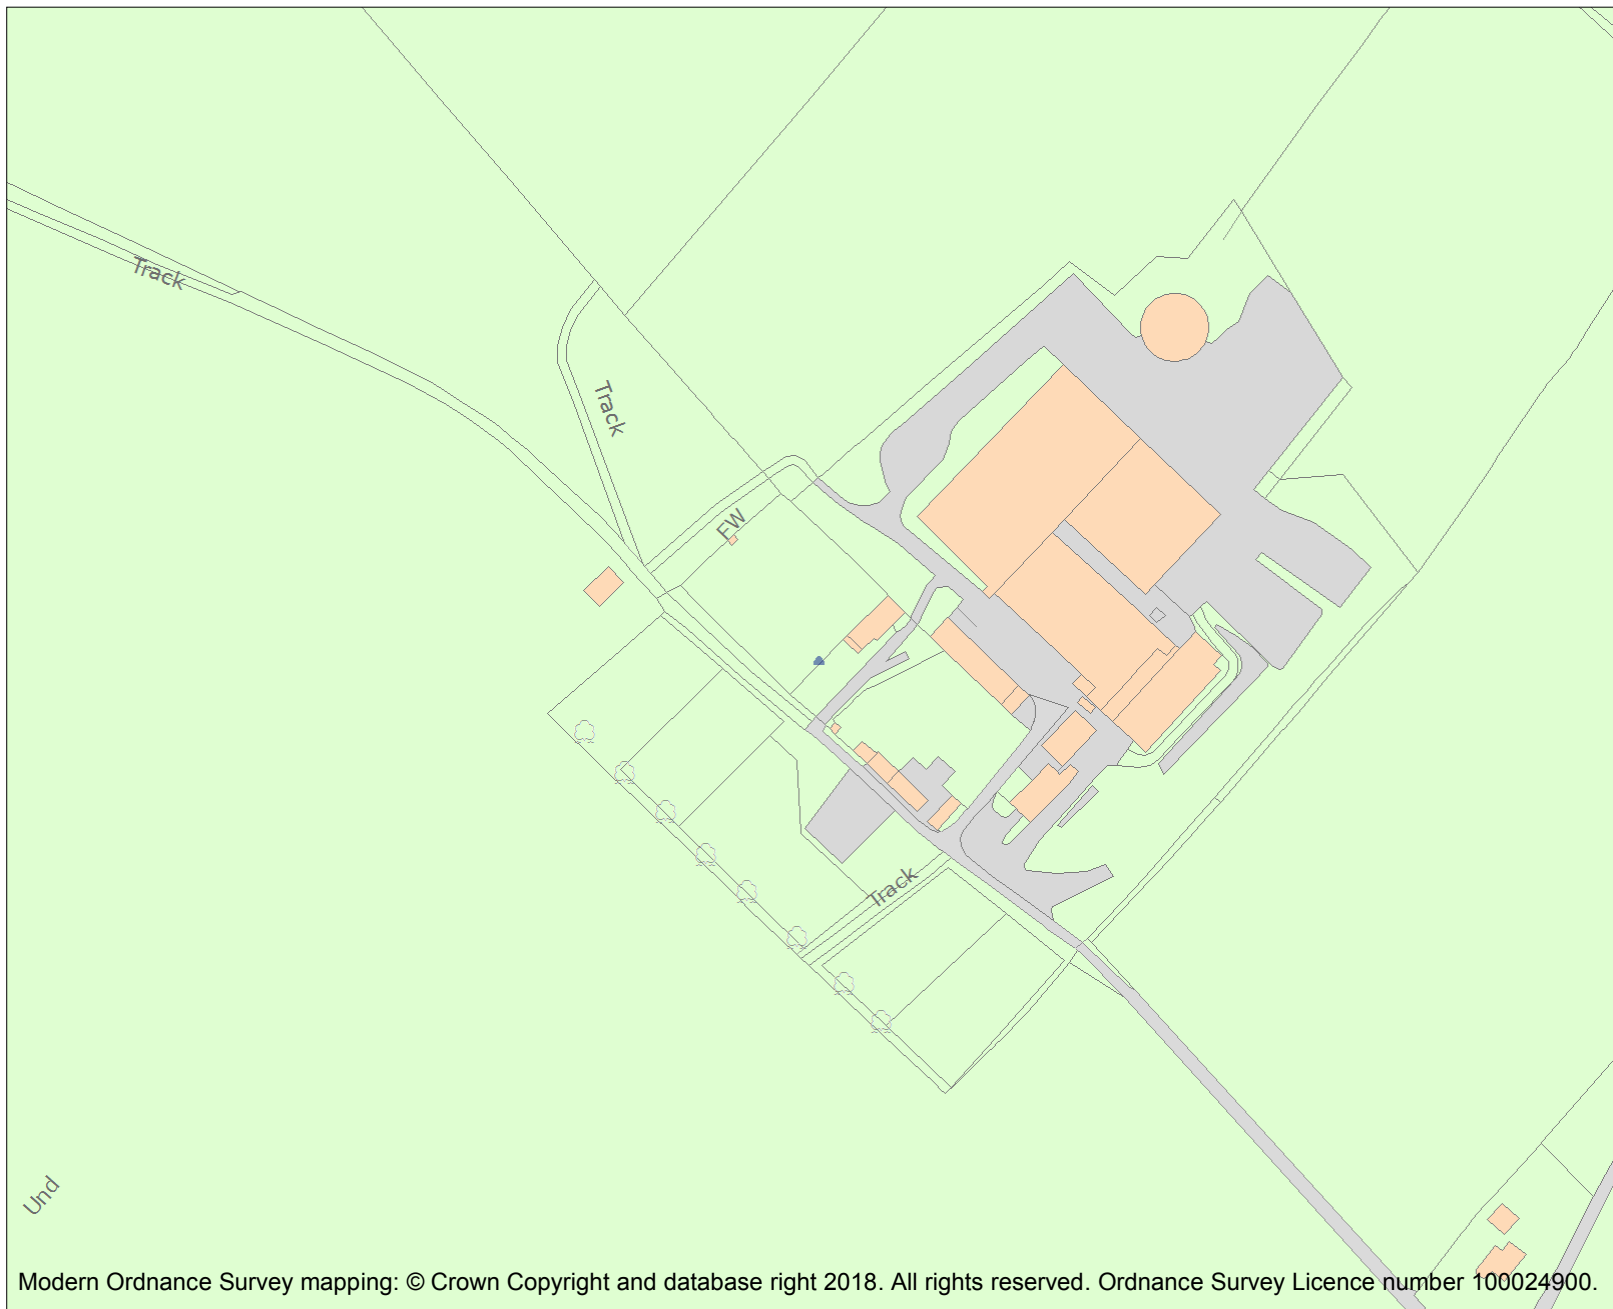 Track
Track
FW
Track
Und
Modern Ordnance Survey mapping: © Crown Copyright and database right 2018. All rights reserved. Ordnance Survey Licence number 100024900.